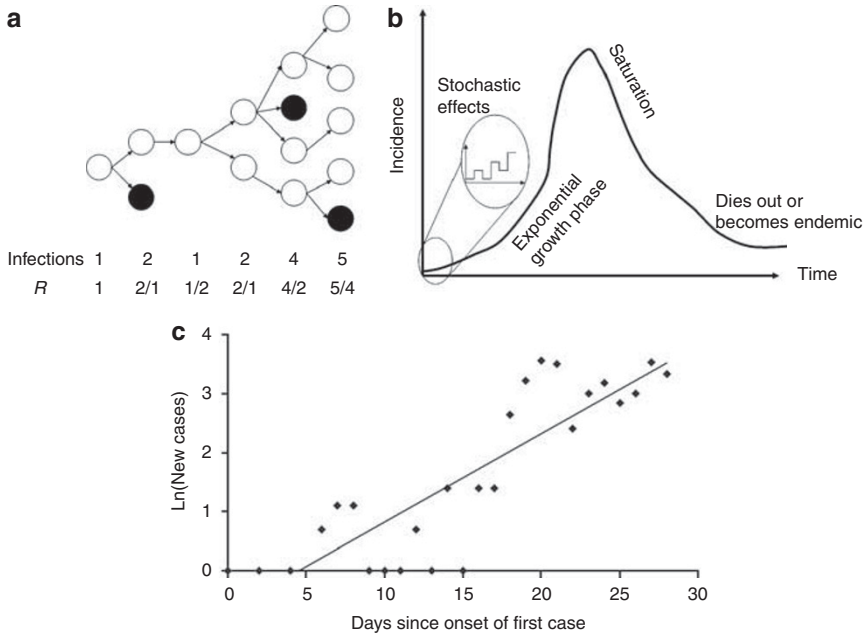 a
Infections 1 2 1 2 4 5
R 1 2/1 1/2 2/1 4/2 5/4
b
Incidence
Stochastic
effects
Exponential
growth phase
Saturation
Dies out or
becomes endemic
Time
c
Ln(New cases)
4
3
2
1
0
0 5 10 15 20 25 30
Days since onset of first case